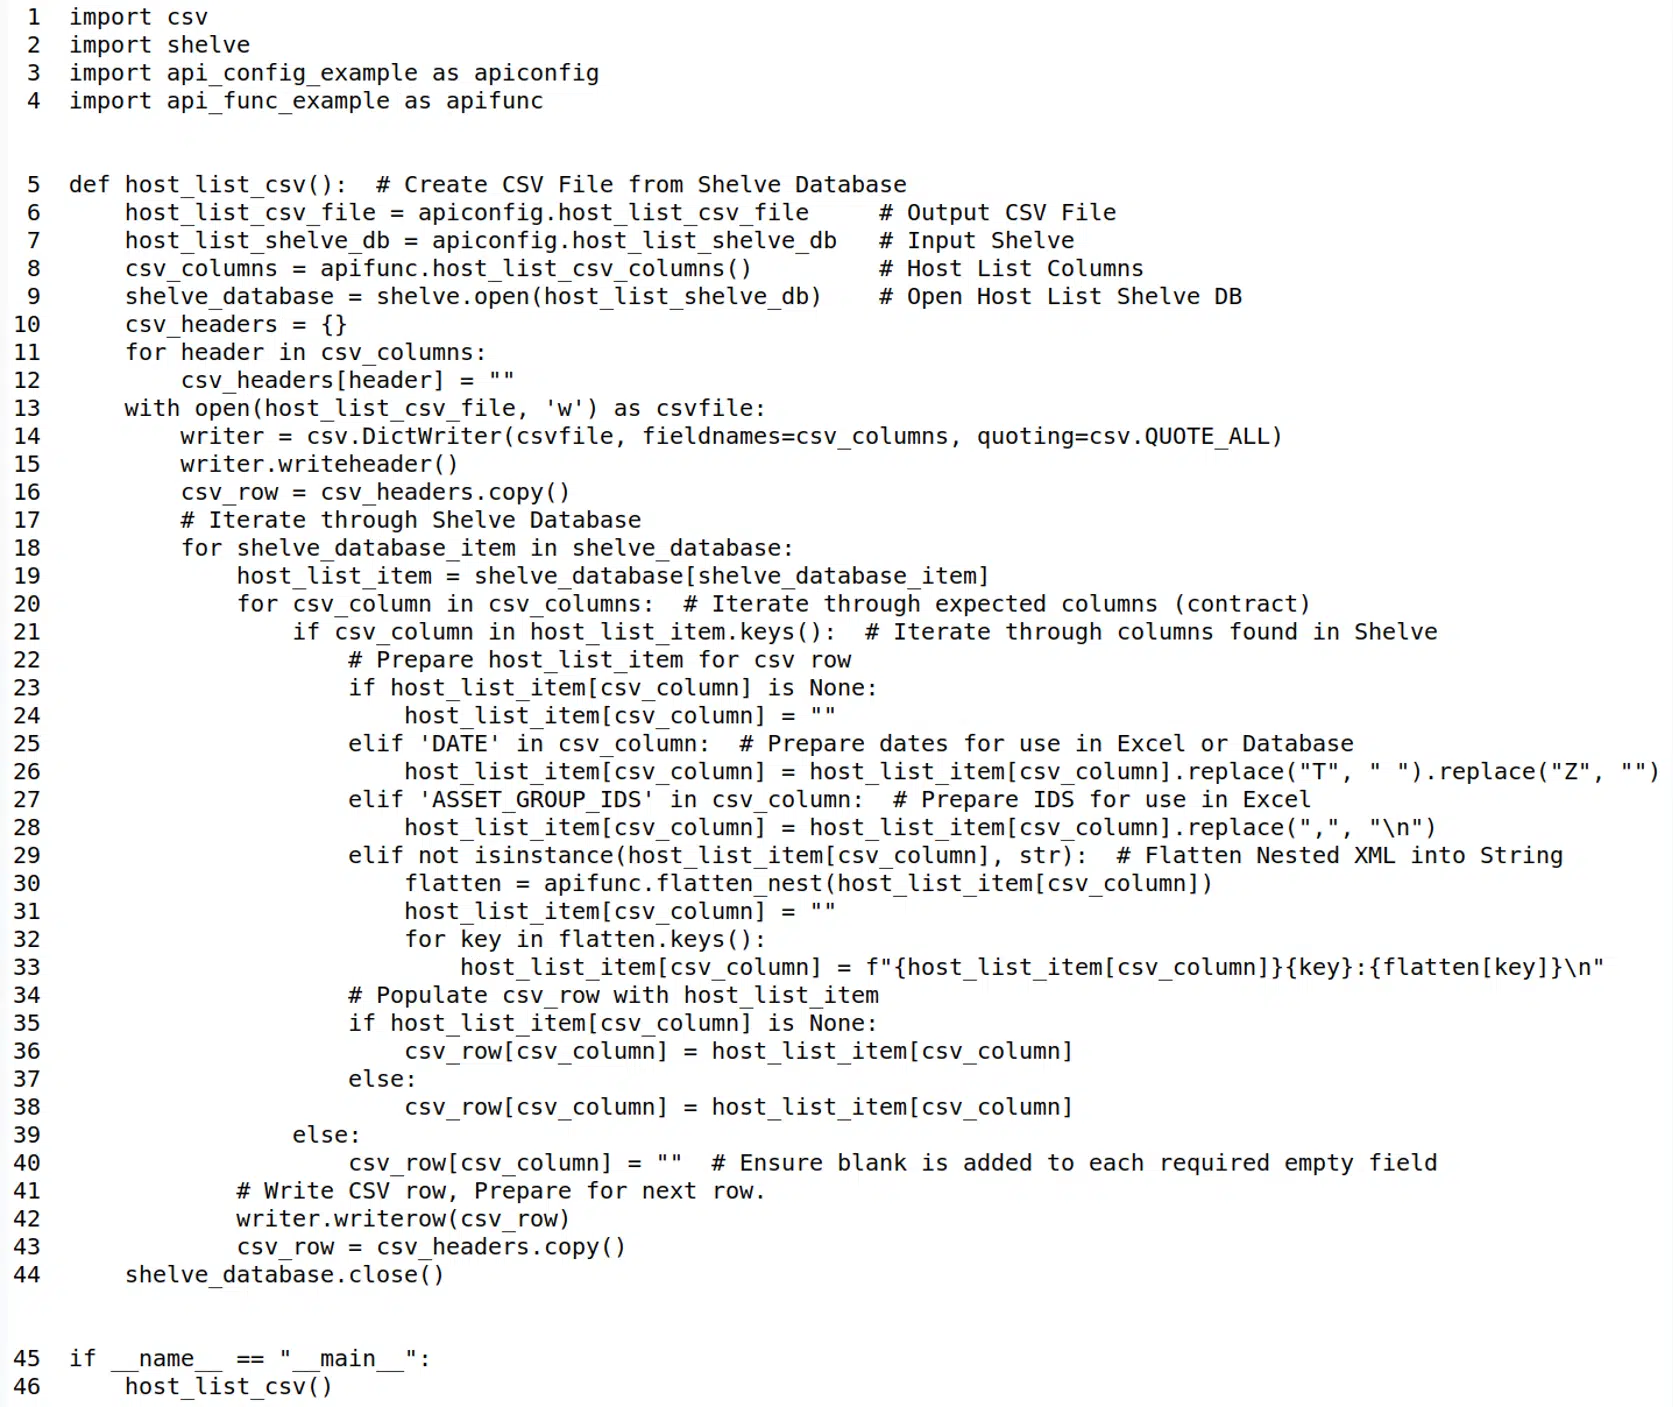 1  import csv
2  import shelve
3  import api_config_example as apiconfig
4  import api_func_example as apifunc
5  def host_list_csv():  # Create CSV File from Shelve Database
6      host_list_csv_file = apiconfig.host_list_csv_file     # Output CSV File
7      host_list_shelve_db = apiconfig.host_list_shelve_db   # Input Shelve
8      csv_columns = apifunc.host_list_csv_columns()         # Host List Columns
9      shelve_database = shelve.open(host_list_shelve_db)    # Open Host List Shelve DB
10      csv_headers = {}
11      for header in csv_columns:
12          csv_headers[header] = ""
13      with open(host_list_csv_file, 'w') as csvfile:
14          writer = csv.DictWriter(csvfile, fieldnames=csv_columns, quoting=csv.QUOTE_ALL)
15          writer.writeheader()
16          csv_row = csv_headers.copy()
17          # Iterate through Shelve Database
18          for shelve_database_item in shelve_database:
19              host_list_item = shelve_database[shelve_database_item]
20              for csv_column in csv_columns:  # Iterate through expected columns (contract)
21                  if csv_column in host_list_item.keys():  # Iterate through columns found in Shelve
22                      # Prepare host_list_item for csv row
23                      if host_list_item[csv_column] is None:
24                          host_list_item[csv_column] = ""
25                      elif 'DATE' in csv_column:  # Prepare dates for use in Excel or Database
26                          host_list_item[csv_column] = host_list_item[csv_column].replace("T", " ").replace("Z", "")
27                      elif 'ASSET_GROUP_IDS' in csv_column:  # Prepare IDS for use in Excel
28                          host_list_item[csv_column] = host_list_item[csv_column].replace(",", "\n")
29                      elif not isinstance(host_list_item[csv_column], str):  # Flatten Nested XML into String
30                          flatten = apifunc.flatten_nest(host_list_item[csv_column])
31                          host_list_item[csv_column] = ""
32                          for key in flatten.keys():
33                              host_list_item[csv_column] = f"{host_list_item[csv_column]}{key}:{flatten[key]}\n"
34                      # Populate csv_row with host_list_item
35                      if host_list_item[csv_column] is None:
36                          csv_row[csv_column] = host_list_item[csv_column]
37                      else:
38                          csv_row[csv_column] = host_list_item[csv_column]
39                  else:
40                      csv_row[csv_column] = ""  # Ensure blank is added to each required empty field
41              # Write CSV row, Prepare for next row.
42              writer.writerow(csv_row)
43              csv_row = csv_headers.copy()
44      shelve_database.close()
45  if __name__ == "__main__":
46      host_list_csv()